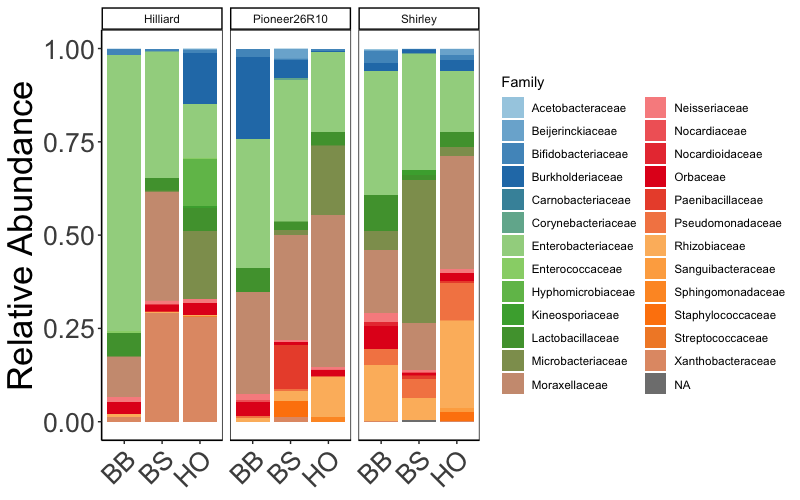 Hilliard
Pioneer26R10
Shirley
Relative Abundance
1.00
0.75
0.50
0.25
0.00
BB
BS
HO
BB
BS
HO
BB
BS
HO
Family
Acetobacteraceae
Beijerinckiaceae
Bifidobacteriaceae
Burkholderiaceae
Carnobacteriaceae
Corynebacteriaceae
Enterobacteriaceae
Enterococcaceae
Hyphomicrobiaceae
Kineosporiaceae
Lactobacillaceae
Microbacteriaceae
Moraxellaceae
Neisseriaceae
Nocardiaceae
Nocardioidaceae
Orbaceae
Paenibacillaceae
Pseudomonadaceae
Rhizobiaceae
Sanguibacteraceae
Sphingomonadaceae
Staphylococcaceae
Streptococcaceae
Xanthobacteraceae
NA